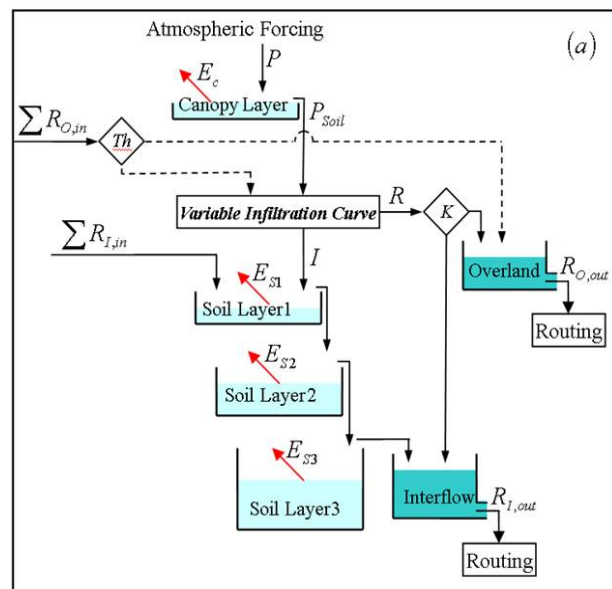 Atmospheric Forcing
(a)
P
E_c
Canopy Layer
P_Soil
∑ R_O,in
Th
Variable Infiltration Curve
R
K
∑ R_I,in
I
Overland
R_O,out
E_S1
Soil Layer1
Routing
E_S2
Soil Layer2
E_S3
Interflow
R_I,out
Soil Layer3
Routing